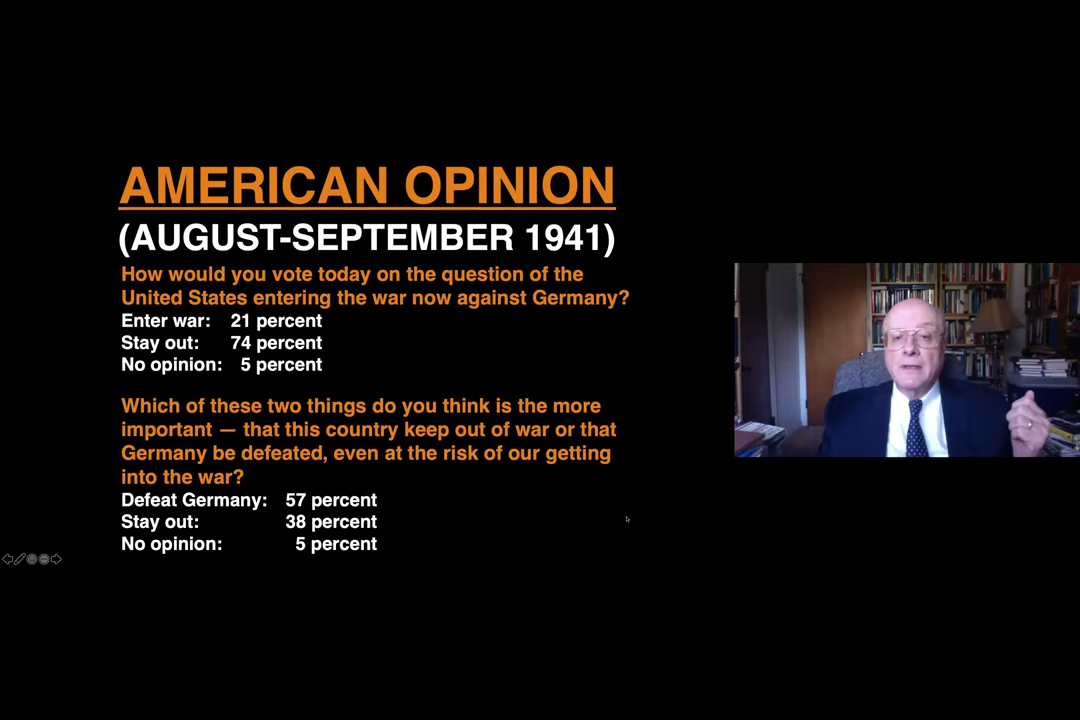 AMERICAN OPINION
(AUGUST-SEPTEMBER 1941)
How would you vote today on the question of the
United States entering the war now against Germany?
Enter war: 21 percent
Stay out: 74 percent
No opinion: 5 percent
Which of these two things do you think is the more
important — that this country keep out of war or that
Germany be defeated, even at the risk of our getting
into the war?
Defeat Germany: 57 percent
Stay out: 38 percent
No opinion: 5 percent